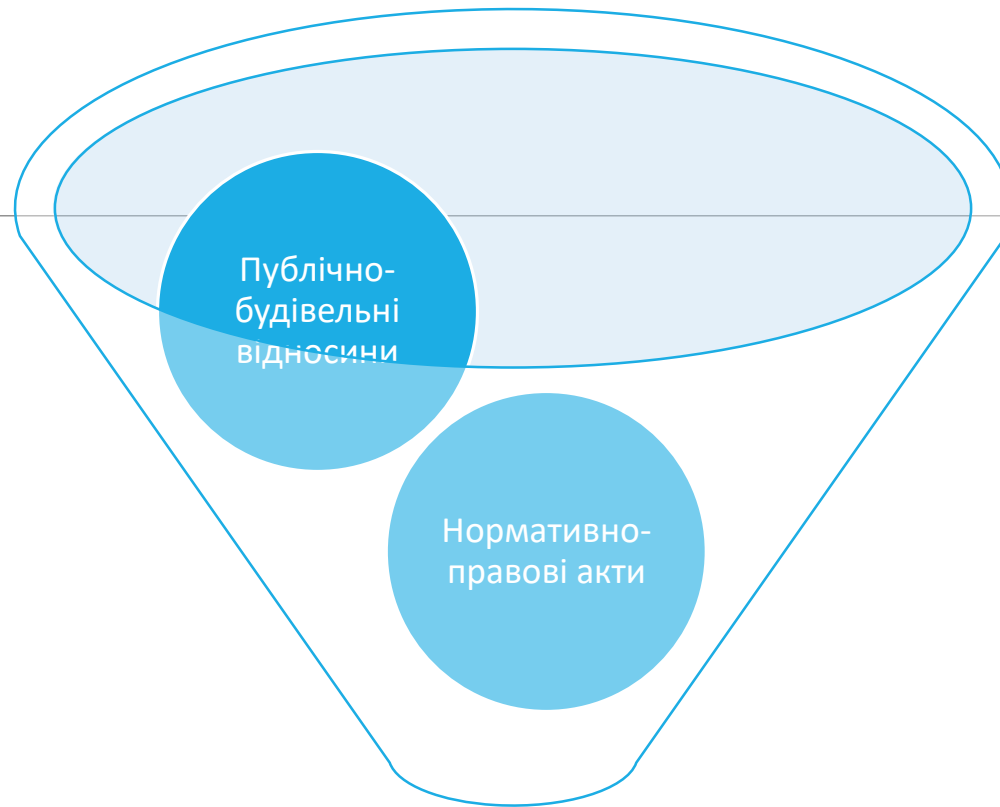 Публічно-
будівельні
відносини
Нормативно-
правові акти